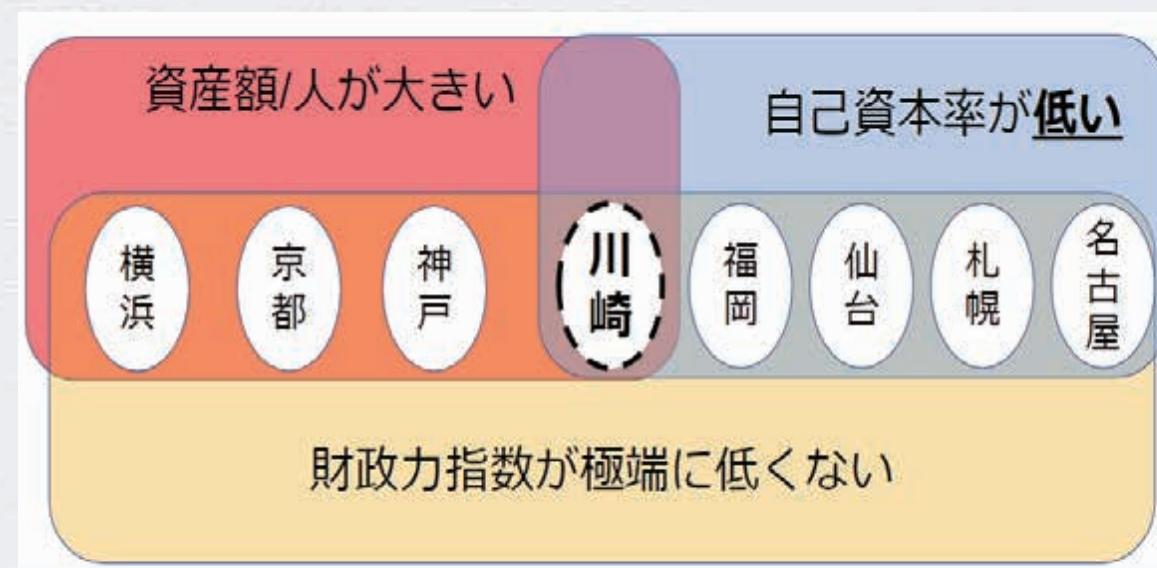 資産額/人が大きい
自己資本率が低い
横浜
京都
神戸
川崎
福岡
仙台
札幌
名古屋
財政力指数が極端に低くない